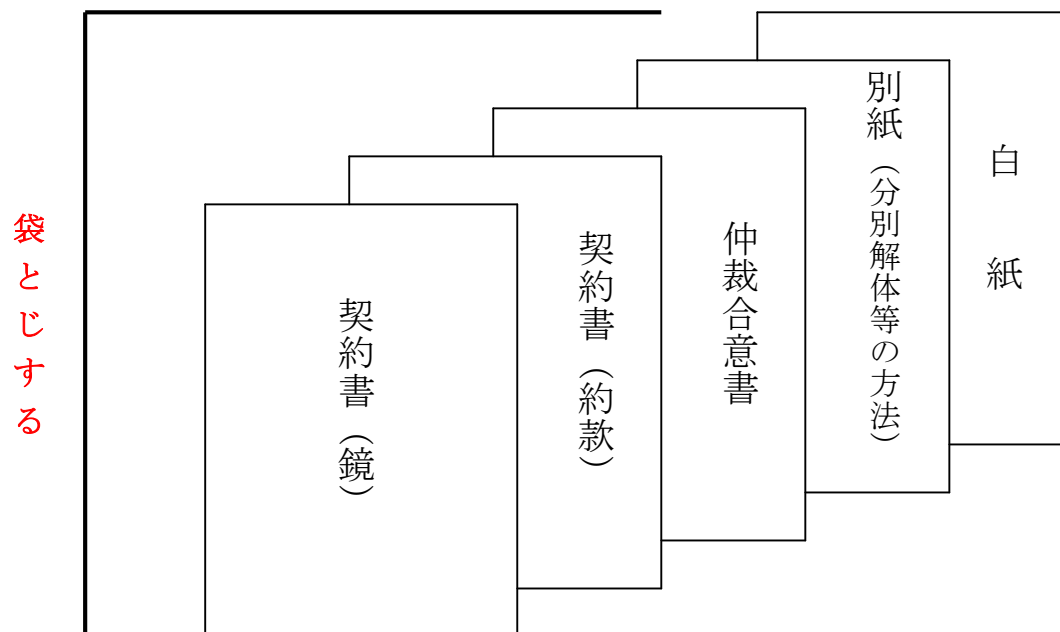 袋とじする
契約書（鏡）
契約書（約款）
仲裁合意書
別紙（分別解体等の方法）
白紙